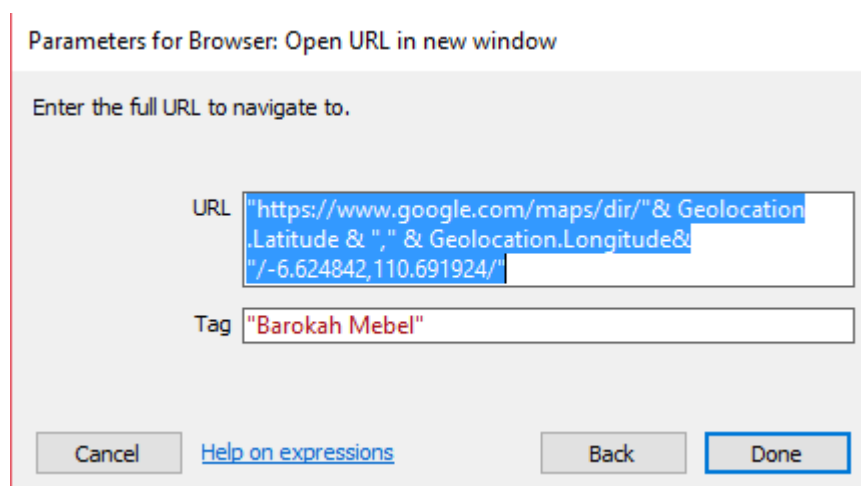 Parameters for Browser: Open URL in new window
Enter the full URL to navigate to.
URL "https://www.google.com/maps/dir/"& Geolocation
.Latitude & "," & Geolocation.Longitude&
"/-6.624842,110.691924/"
Tag "Barokah Mebel"
Cancel Help on expressions Back Done